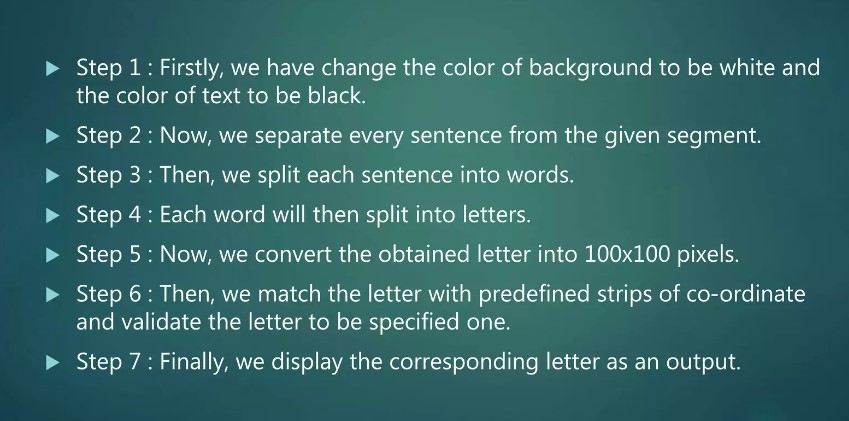 Step 1 : Firstly, we have change the color of background to be white and
the color of text to be black.
Step 2 : Now, we separate every sentence from the given segment.
Step 3 : Then, we split each sentence into words.
Step 4 : Each word will then split into letters.
Step 5 : Now, we convert the obtained letter into 100x100 pixels.
Step 6 : Then, we match the letter with predefined strips of co-ordinate
and validate the letter to be specified one.
Step 7 : Finally, we display the corresponding letter as an output.